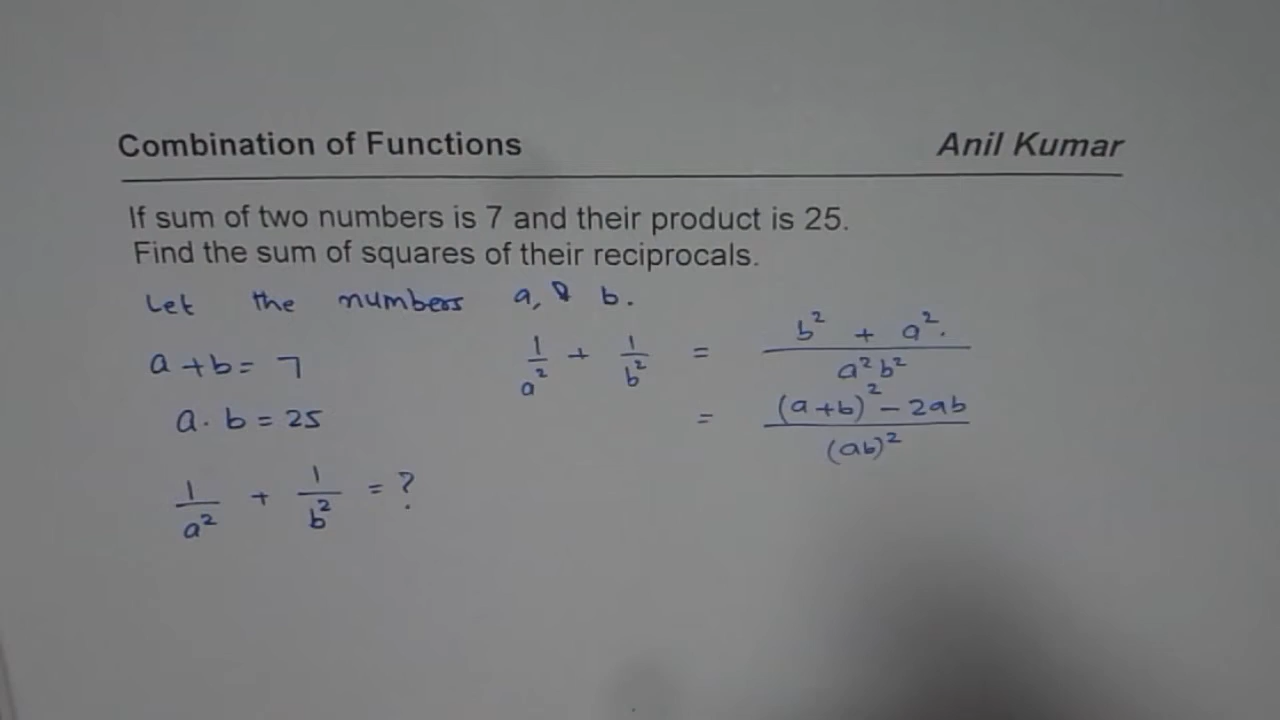 Combination of Functions Anil Kumar
If sum of two numbers is 7 and their product is 25.
Find the sum of squares of their reciprocals.
Let the numbers a, & b.
a + b = 7
a · b = 25
1/a² + 1/b² = ?
1/a² + 1/b² = (b² + a².)/(a²b²)
= ((a+b)² - 2ab)/(ab)²